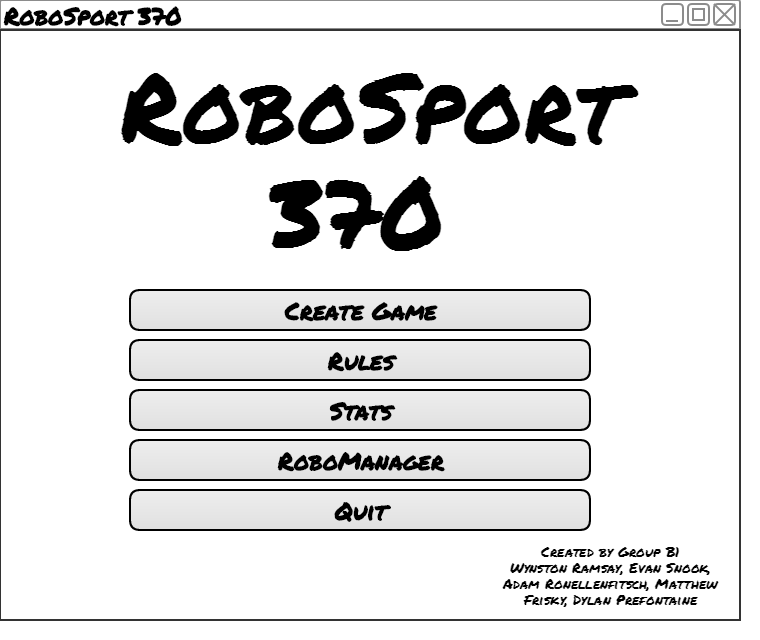 RoboSport 370
RoboSport
370
Create Game
Rules
Stats
RoboManager
Quit
Created by Group B1
Wynston Ramsay, Evan Snook,
Adam Ronellenfitsch, Matthew
Frisky, Dylan Prefontaine